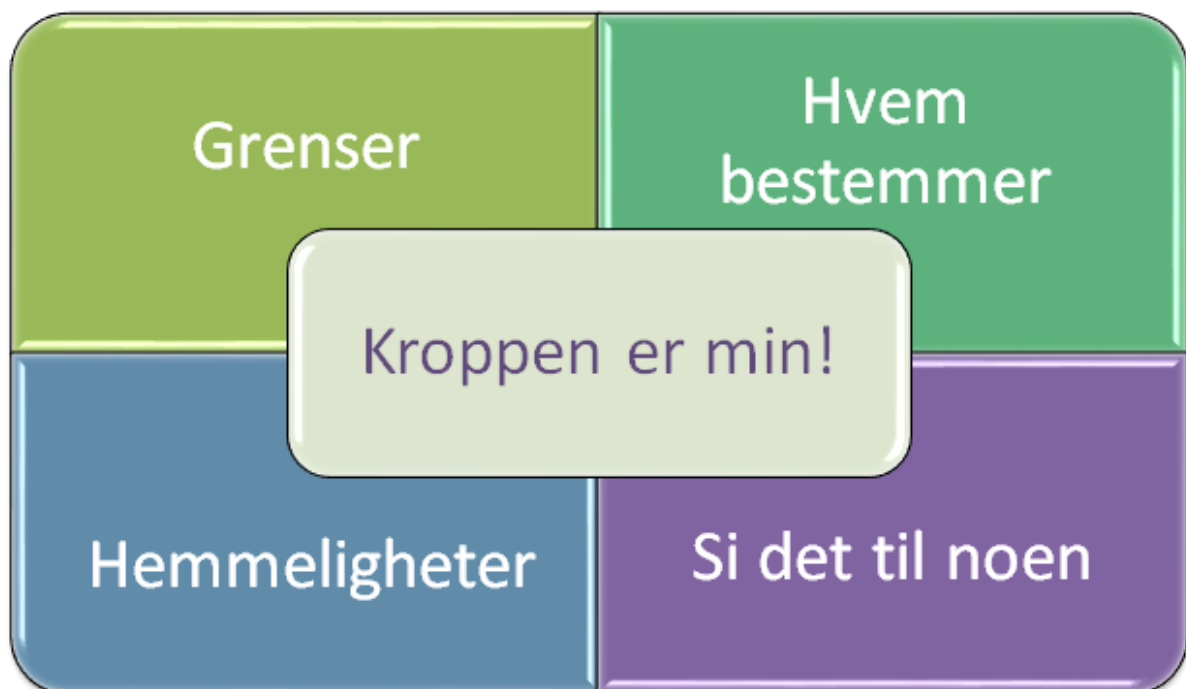 Grenser
Hvem
bestemmer
Kroppen er min!
Hemmeligheter
Si det til noen